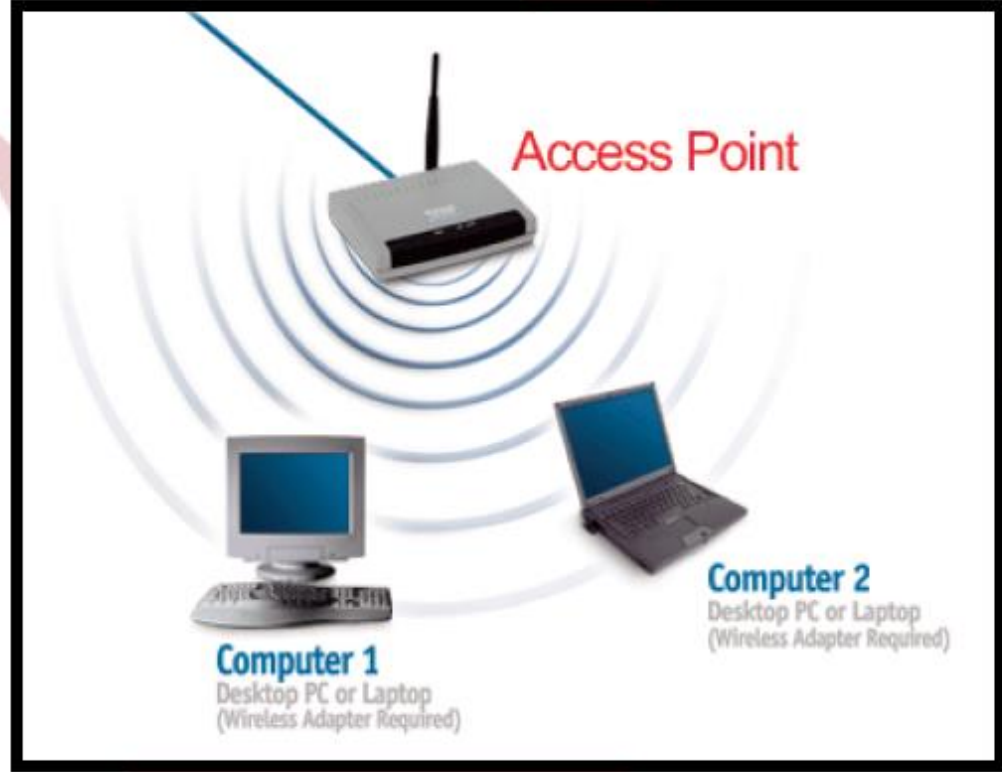 Access Point
Computer 2
Desktop PC or Laptop
(Wireless Adapter Required)
Computer 1
Desktop PC or Laptop
(Wireless Adapter Required)